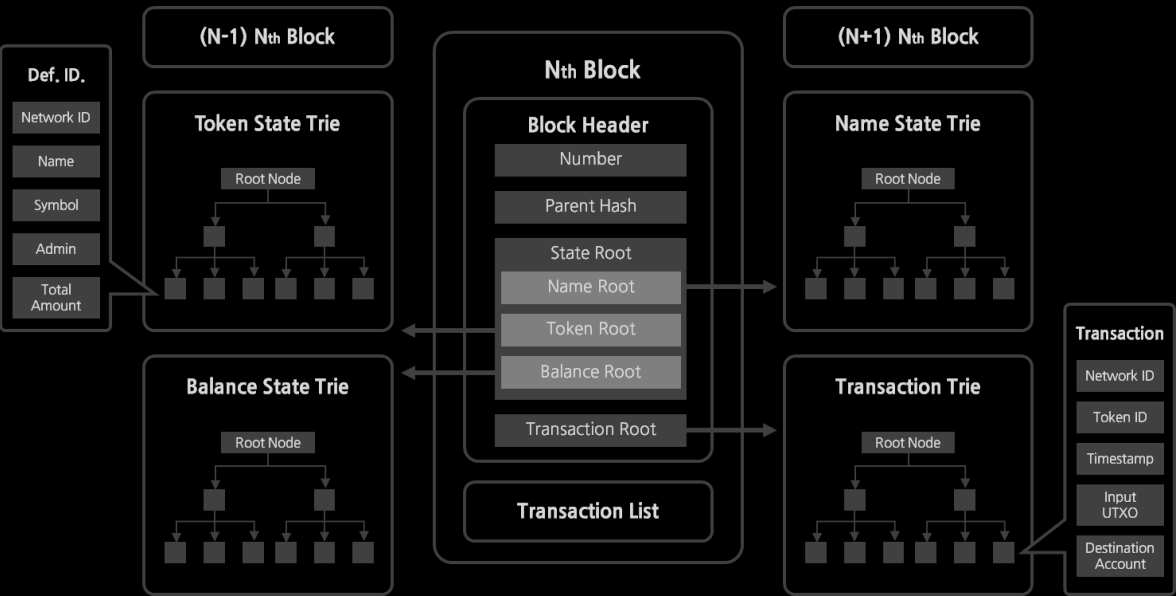 (N-1) Nth Block
Nth Block
(N+1) Nth Block
Def. ID.
Network ID
Name
Symbol
Admin
Total
Amount
Token State Trie
Root Node
Balance State Trie
Root Node
Block Header
Number
Parent Hash
State Root
Name Root
Token Root
Balance Root
Transaction Root
Transaction List
Name State Trie
Root Node
Transaction Trie
Root Node
Transaction
Network ID
Token ID
Timestamp
Input
UTXO
Destination
Account